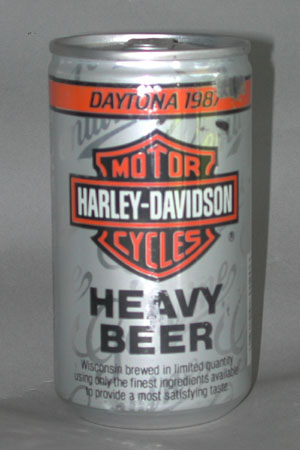 DAYTONA 1987
MOTOR
HARLEY-DAVIDSON
CYCLES
®
HEAVY
BEER
Wisconsin brewed in limited quantity
using only the finest ingredients available
to provide a most satisfying taste.